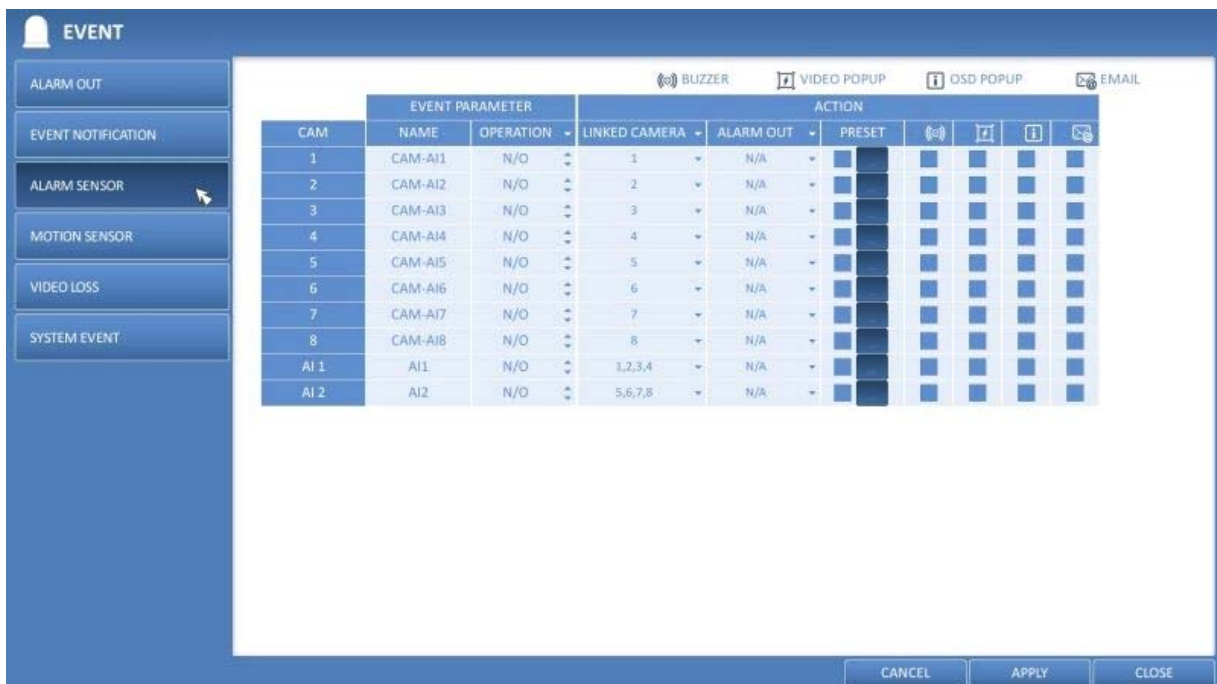 EVENT
ALARM OUT
EVENT NOTIFICATION
ALARM SENSOR
MOTION SENSOR
VIDEO LOSS
SYSTEM EVENT
BUZZER VIDEO POPUP OSD POPUP EMAIL
EVENT PARAMETER ACTION
CAM NAME OPERATION LINKED CAMERA ALARM OUT PRESET
1 CAM-AI1 N/O 1 N/A
2 CAM-AI2 N/O 2 N/A
3 CAM-AI3 N/O 3 N/A
4 CAM-AI4 N/O 4 N/A
5 CAM-AI5 N/O 5 N/A
6 CAM-AI6 N/O 6 N/A
7 CAM-AI7 N/O 7 N/A
8 CAM-AI8 N/O 8 N/A
AI 1 AI1 N/O 1,2,3,4 N/A
AI 2 AI2 N/O 5,6,7,8 N/A
CANCEL APPLY CLOSE